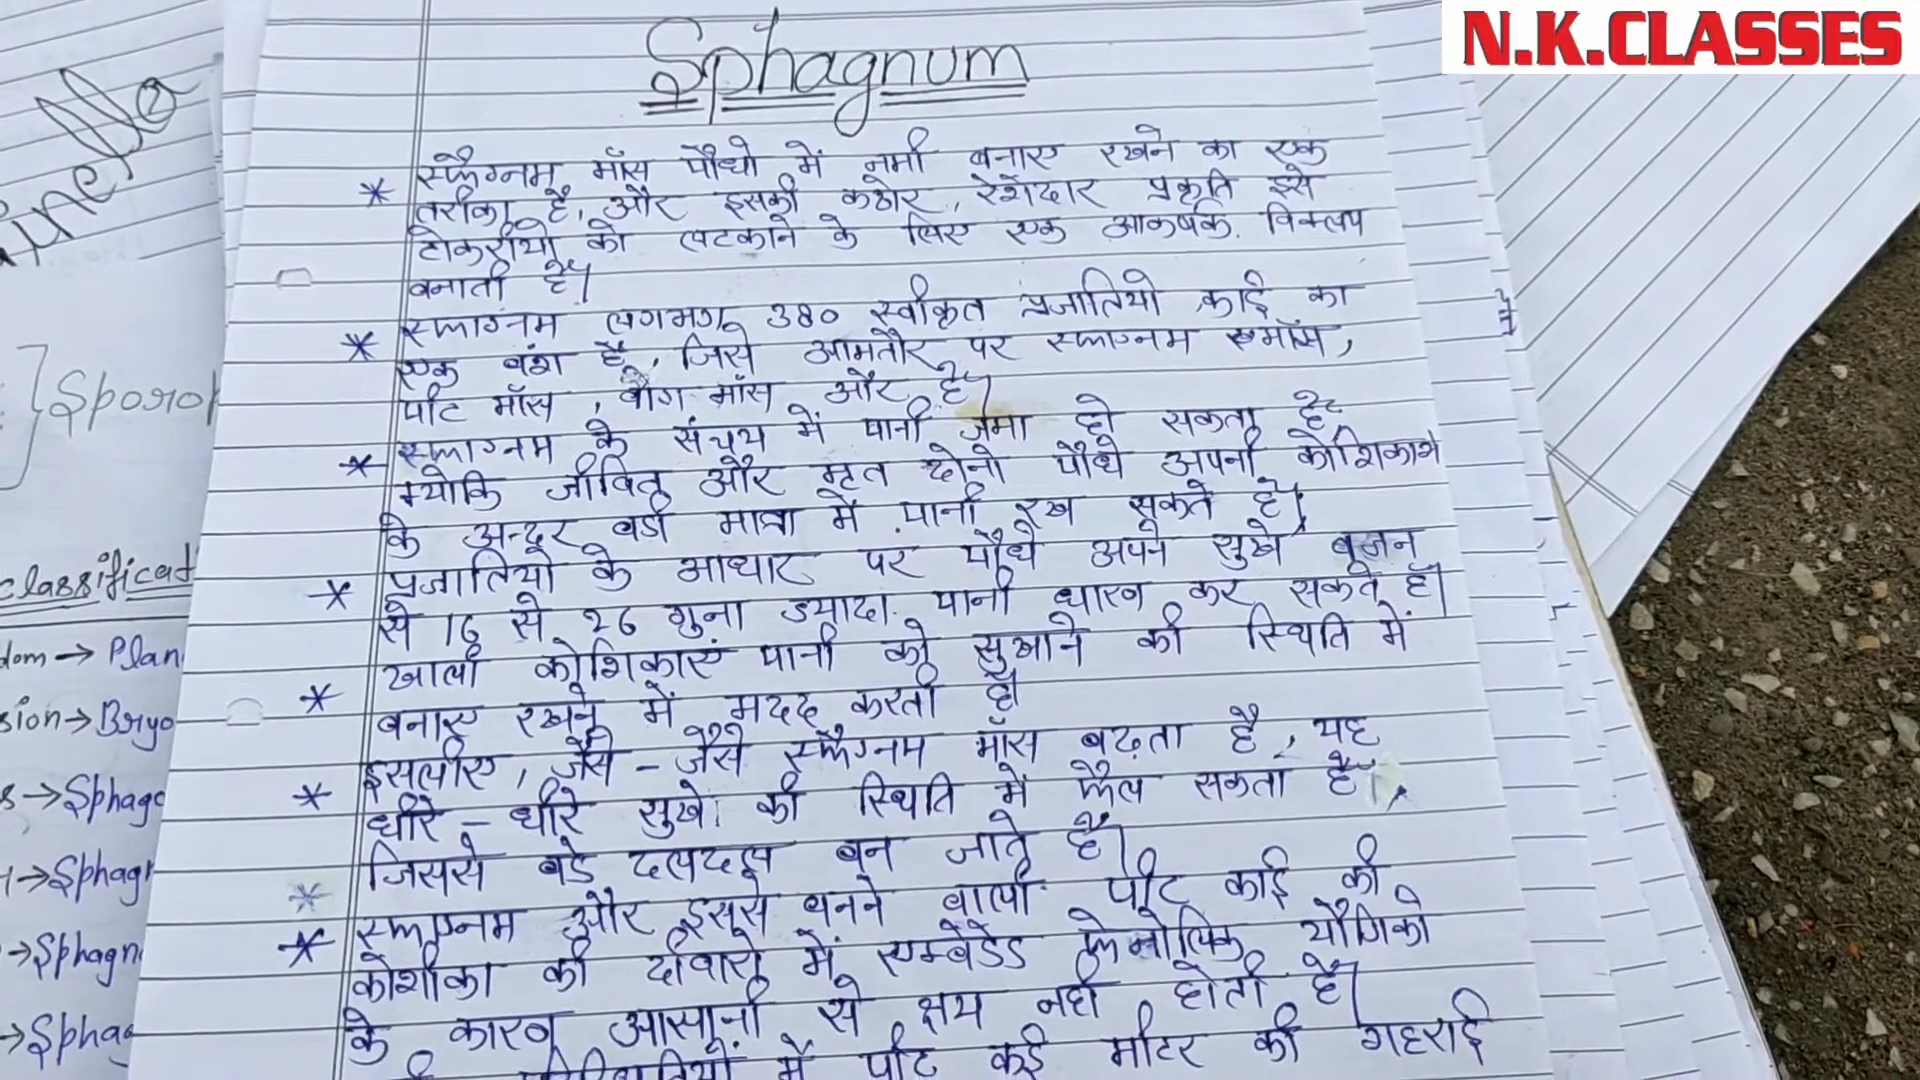 N.K.CLASSES
Sphagnum
स्फैग्नम मॉस पौधो में नमी बनाए रखने का एक
* तरीका है, और इसकी कठोर, रेशेदार प्रकृति इसे
टोकरीयो को लटकाने के लिए एक आकर्षक विकल्प
बनाती है।
स्फाग्नम लगभग 380 स्वीकृत प्रजातियो काई का
* एक वंश है, जिसे आमतौर पर स्फाग्नम मॉस,
पीट मॉस, बोग मॉस और है।
स्फाग्नम के संचय में पानी जमा हो सकता है,
* क्योकि जीवित और मृत दोनो पौधे अपनी कोशिकाओ
के अन्दर बडी मात्रा में पानी रख सकते है।
प्रजातियो के आधार पर पौधे अपने सुखे वजन
* से 16 से 26 गुना ज्यादा पानी धारण कर सकते है।
खाली कोशिकाएं पानी को सुखाने की स्थिति में
* बनाए रखने में मदद करती है।
इसलीए, जैसे - जैसे स्फैग्नम मॉस बढ़ता है, यह
* धीरे - धीरे सुखे की स्थिति में फैल सकता है,
जिससे बडे दलदल बन जाते है।
*
स्फाग्नम और इससे बनने वाली पीट काई की
* कोशीका की दीवारो में एम्बेडेड फेनोलिक यौगिको
के कारण आसानी से क्षय नही होती है।
में पीट कई मीटर की गहराई
inella
Sporop
classificat
dom → Plan
sion → Bryo
s → Sphago
→ Sphagn
→ Sphagn
→ Sphag